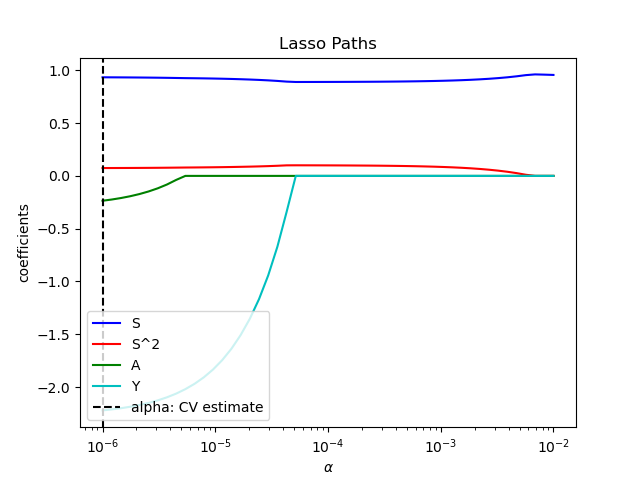 Lasso Paths
coefficients
1.0
0.5
0.0
−0.5
−1.0
−1.5
−2.0
S
S^2
A
Y
alpha: CV estimate
10⁻⁶ 10⁻⁵ 10⁻⁴ 10⁻³ 10⁻²
α